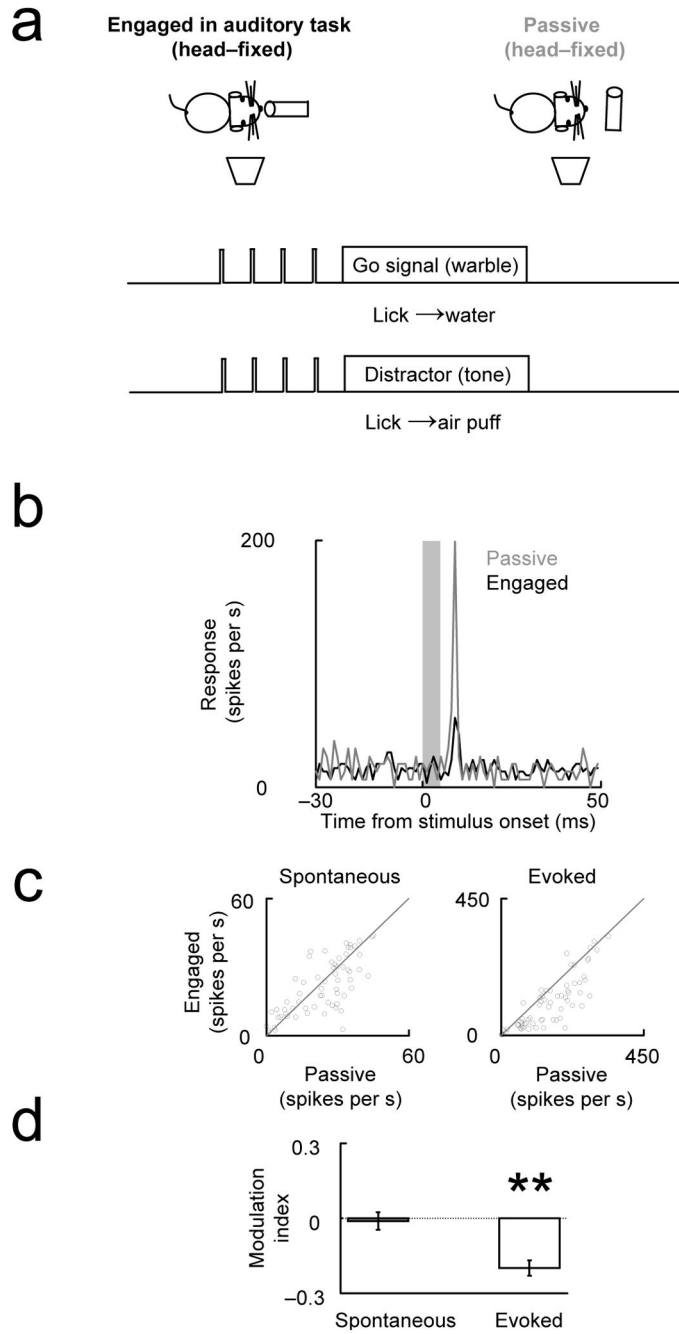 a
Engaged in auditory task
(head–fixed)
Passive
(head–fixed)
Go signal (warble)
Lick →water
Distractor (tone)
Lick →air puff
b
200
Passive
Engaged
Response
(spikes per s)
0
–30
0
50
Time from stimulus onset (ms)
c
Spontaneous
Evoked
60
450
Engaged
(spikes per s)
0
0
0
60
0
450
Passive
(spikes per s)
Passive
(spikes per s)
d
0.3
**
Modulation
index
0
–0.3
Spontaneous
Evoked